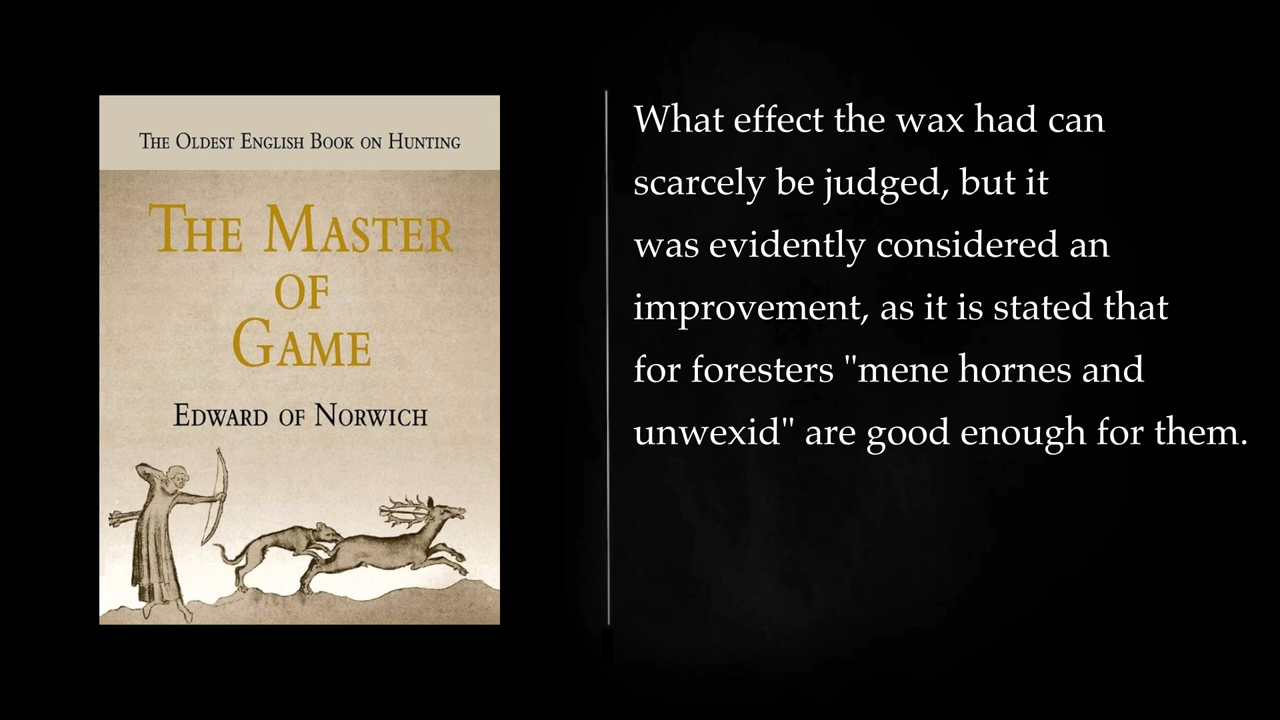 The Oldest English Book on Hunting
The Master
of
Game
Edward of Norwich
What effect the wax had can
scarcely be judged, but it
was evidently considered an
improvement, as it is stated that
for foresters "mene hornes and
unwexid" are good enough for them.